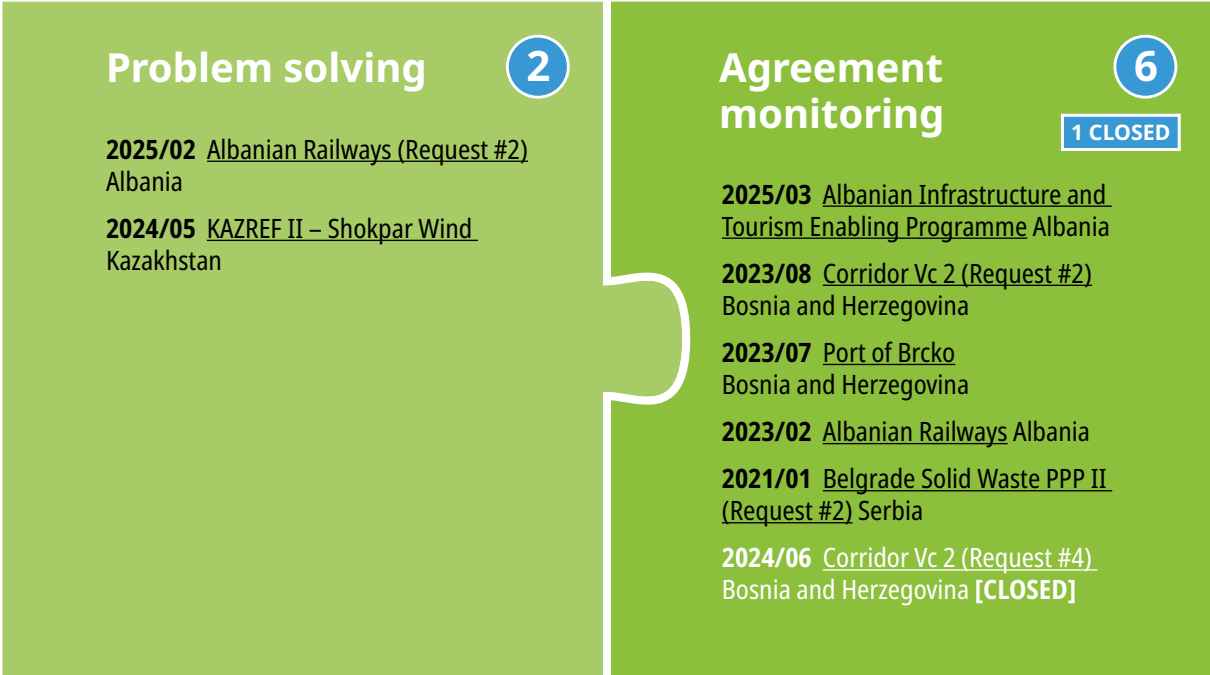 Problem solving
2
2025/02 Albanian Railways (Request #2)
Albania
2024/05 KAZREF II – Shokpar Wind
Kazakhstan
Agreement
monitoring
6
1 CLOSED
2025/03 Albanian Infrastructure and
Tourism Enabling Programme Albania
2023/08 Corridor Vc 2 (Request #2)
Bosnia and Herzegovina
2023/07 Port of Brcko
Bosnia and Herzegovina
2023/02 Albanian Railways Albania
2021/01 Belgrade Solid Waste PPP II
(Request #2) Serbia
2024/06 Corridor Vc 2 (Request #4)
Bosnia and Herzegovina [CLOSED]